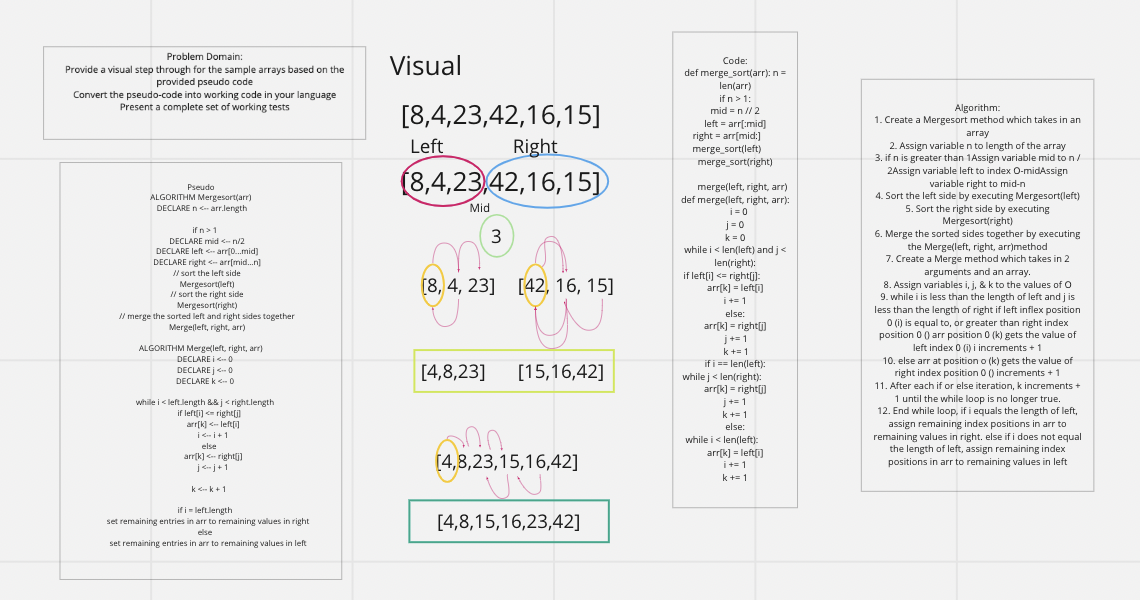 Problem Domain:
Provide a visual step through for the sample arrays based on the
provided pseudo code
Convert the pseudo-code into working code in your language
Present a complete set of working tests
Pseudo
ALGORITHM Mergesort(arr)
DECLARE n <-- arr.length
if n > 1
DECLARE mid <-- n/2
DECLARE left <-- arr[0...mid]
DECLARE right <-- arr[mid...n]
// sort the left side
Mergesort(left)
// sort the right side
Mergesort(right)
// merge the sorted left and right sides together
Merge(left, right, arr)
ALGORITHM Merge(left, right, arr)
DECLARE i <-- 0
DECLARE j <-- 0
DECLARE k <-- 0
while i < left.length && j < right.length
if left[i] <= right[j]
arr[k] <-- left[i]
i <-- i + 1
else
arr[k] <-- right[j]
j <-- j + 1
k <-- k + 1
if i = left.length
set remaining entries in arr to remaining values in right
else
set remaining entries in arr to remaining values in left
Visual
[8,4,23,42,16,15]
Left Right
[8,4,23,42,16,15]
Mid
3
[8, 4, 23] [42, 16, 15]
[4,8,23] [15,16,42]
[4,8,23,15,16,42]
[4,8,15,16,23,42]
Code:
def merge_sort(arr): n =
len(arr)
if n > 1:
mid = n // 2
left = arr[:mid]
right = arr[mid:]
merge_sort(left)
merge_sort(right)
merge(left, right, arr)
def merge(left, right, arr):
i = 0
j = 0
k = 0
while i < len(left) and j <
len(right):
if left[i] <= right[j]:
arr[k] = left[i]
i += 1
else:
arr[k] = right[j]
j += 1
k += 1
if i == len(left):
while j < len(right):
arr[k] = right[j]
j += 1
k += 1
else:
while i < len(left):
arr[k] = left[i]
i += 1
k += 1
Algorithm:
1. Create a Mergesort method which takes in an
array
2. Assign variable n to length of the array
3. if n is greater than 1Assign variable mid to n /
2Assign variable left to index O-midAssign
variable right to mid-n
4. Sort the left side by executing Mergesort(left)
5. Sort the right side by executing
Mergesort(right)
6. Merge the sorted sides together by executing
the Merge(left, right, arr)method
7. Create a Merge method which takes in 2
arguments and an array.
8. Assign variables i, j, & k to the values of O
9. while i is less than the length of left and j is
less than the length of right if left inflex position
0 (i) is equal to, or greater than right index
position 0 () arr position 0 (k) gets the value of
left index 0 (i) i increments + 1
10. else arr at position o (k) gets the value of
right index position 0 () increments + 1
11. After each if or else iteration, k increments +
1 until the while loop is no longer true.
12. End while loop, if i equals the length of left,
assign remaining index positions in arr to
remaining values in right. else if i does not equal
the length of left, assign remaining index
positions in arr to remaining values in left